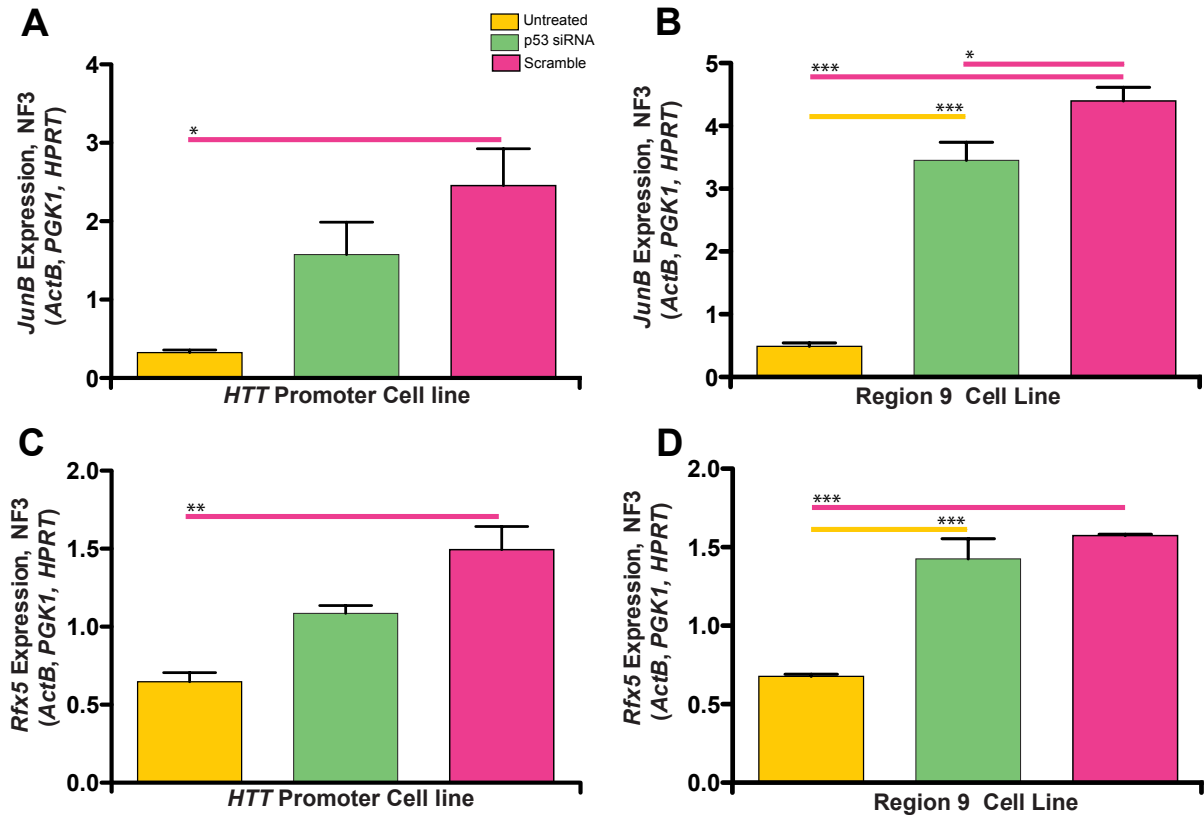 A
Untreated
p53 siRNA
Scramble
4
3
2
1
0
*
JunB Expression, NF3
(ActB, PGK1, HPRT)
HTT Promoter Cell line
B
5
4
3
2
1
0
***
*
***
JunB Expression, NF3
(ActB, PGK1, HPRT)
Region 9 Cell Line
C
2.0
1.5
1.0
0.5
0.0
**
Rfx5 Expression, NF3
(ActB, PGK1, HPRT)
HTT Promoter Cell line
D
2.0
1.5
1.0
0.5
0.0
***
***
Rfx5 Expression, NF3
(ActB, PGK1, HPRT)
Region 9 Cell Line